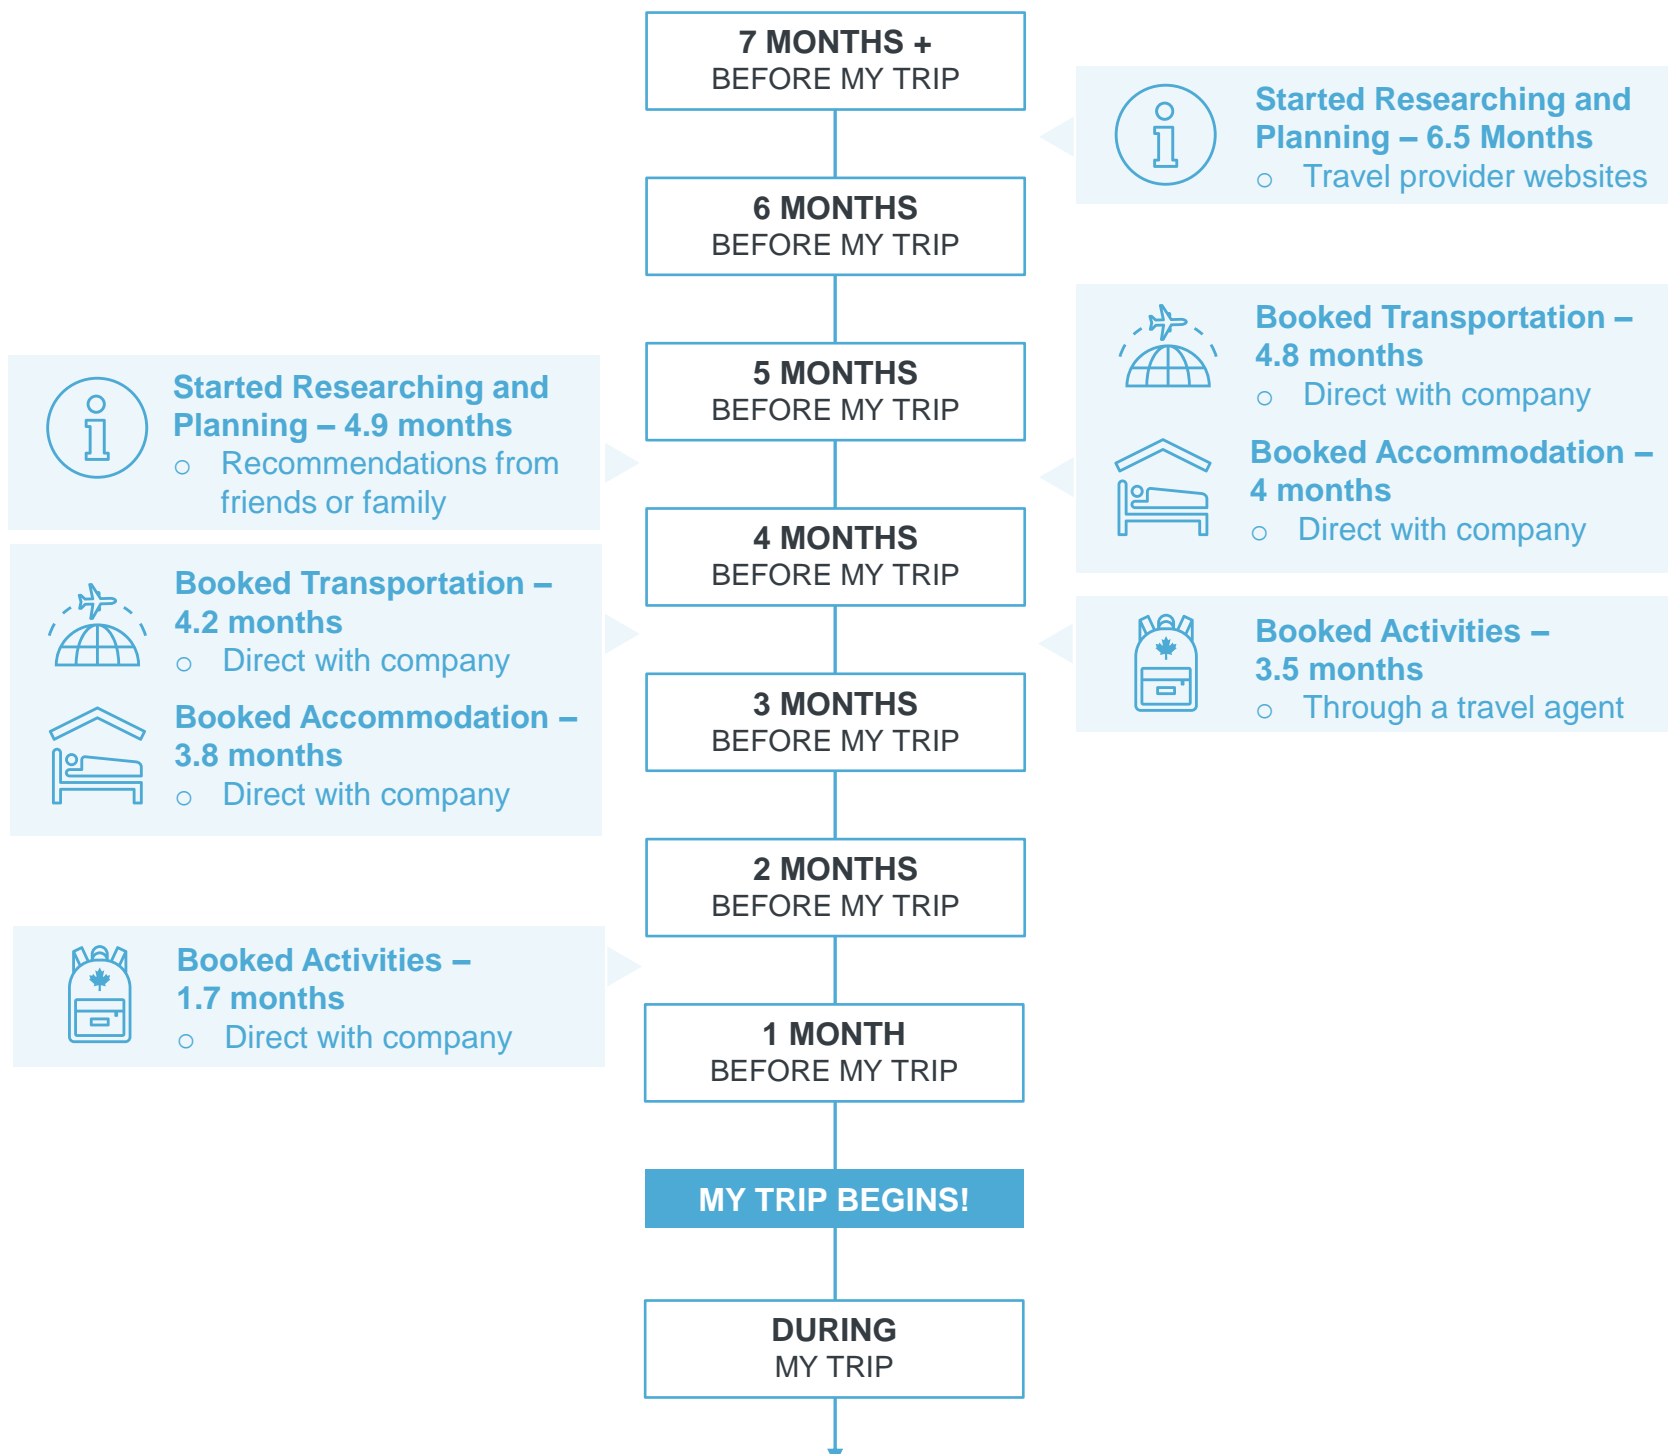 7 MONTHS +
BEFORE MY TRIP
Started Researching and
Planning – 6.5 Months
o Travel provider websites
6 MONTHS
BEFORE MY TRIP
Booked Transportation –
4.8 months
o Direct with company
Booked Accommodation –
4 months
o Direct with company
5 MONTHS
BEFORE MY TRIP
Started Researching and
Planning – 4.9 months
o Recommendations from
friends or family
4 MONTHS
BEFORE MY TRIP
Booked Transportation –
4.2 months
o Direct with company
Booked Accommodation –
3.8 months
o Direct with company
Booked Activities –
3.5 months
o Through a travel agent
3 MONTHS
BEFORE MY TRIP
2 MONTHS
BEFORE MY TRIP
Booked Activities –
1.7 months
o Direct with company
1 MONTH
BEFORE MY TRIP
MY TRIP BEGINS!
DURING
MY TRIP